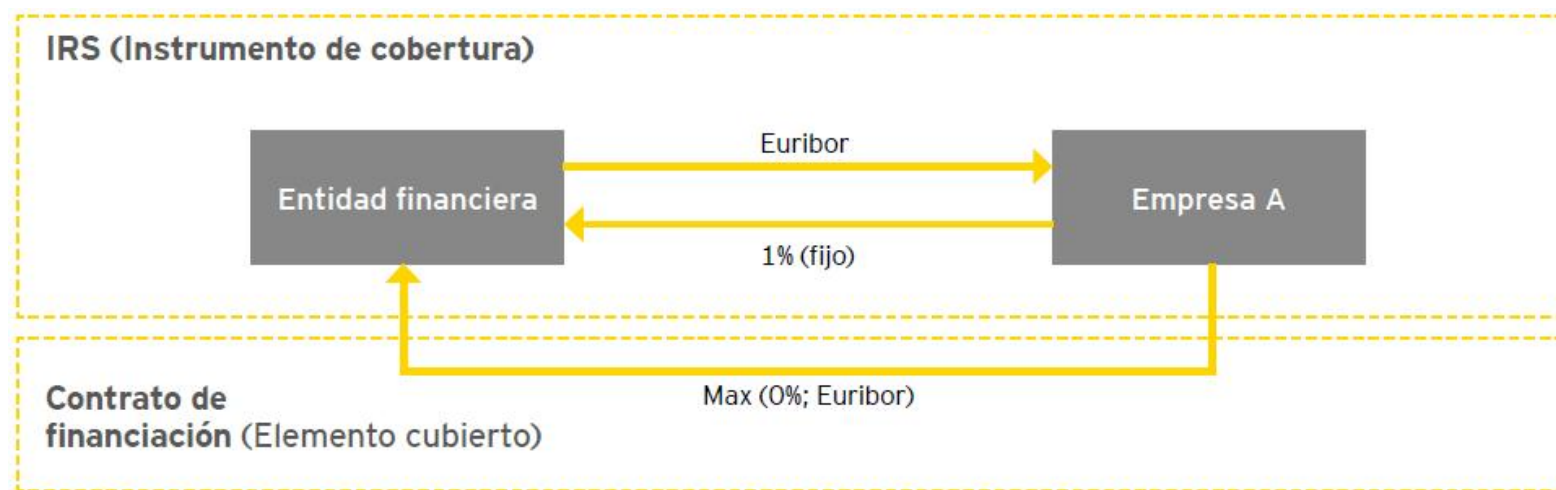 IRS (Instrumento de cobertura)
Euribor
Entidad financiera
Empresa A
1% (fijo)
Max (0%; Euribor)
Contrato de
financiación (Elemento cubierto)